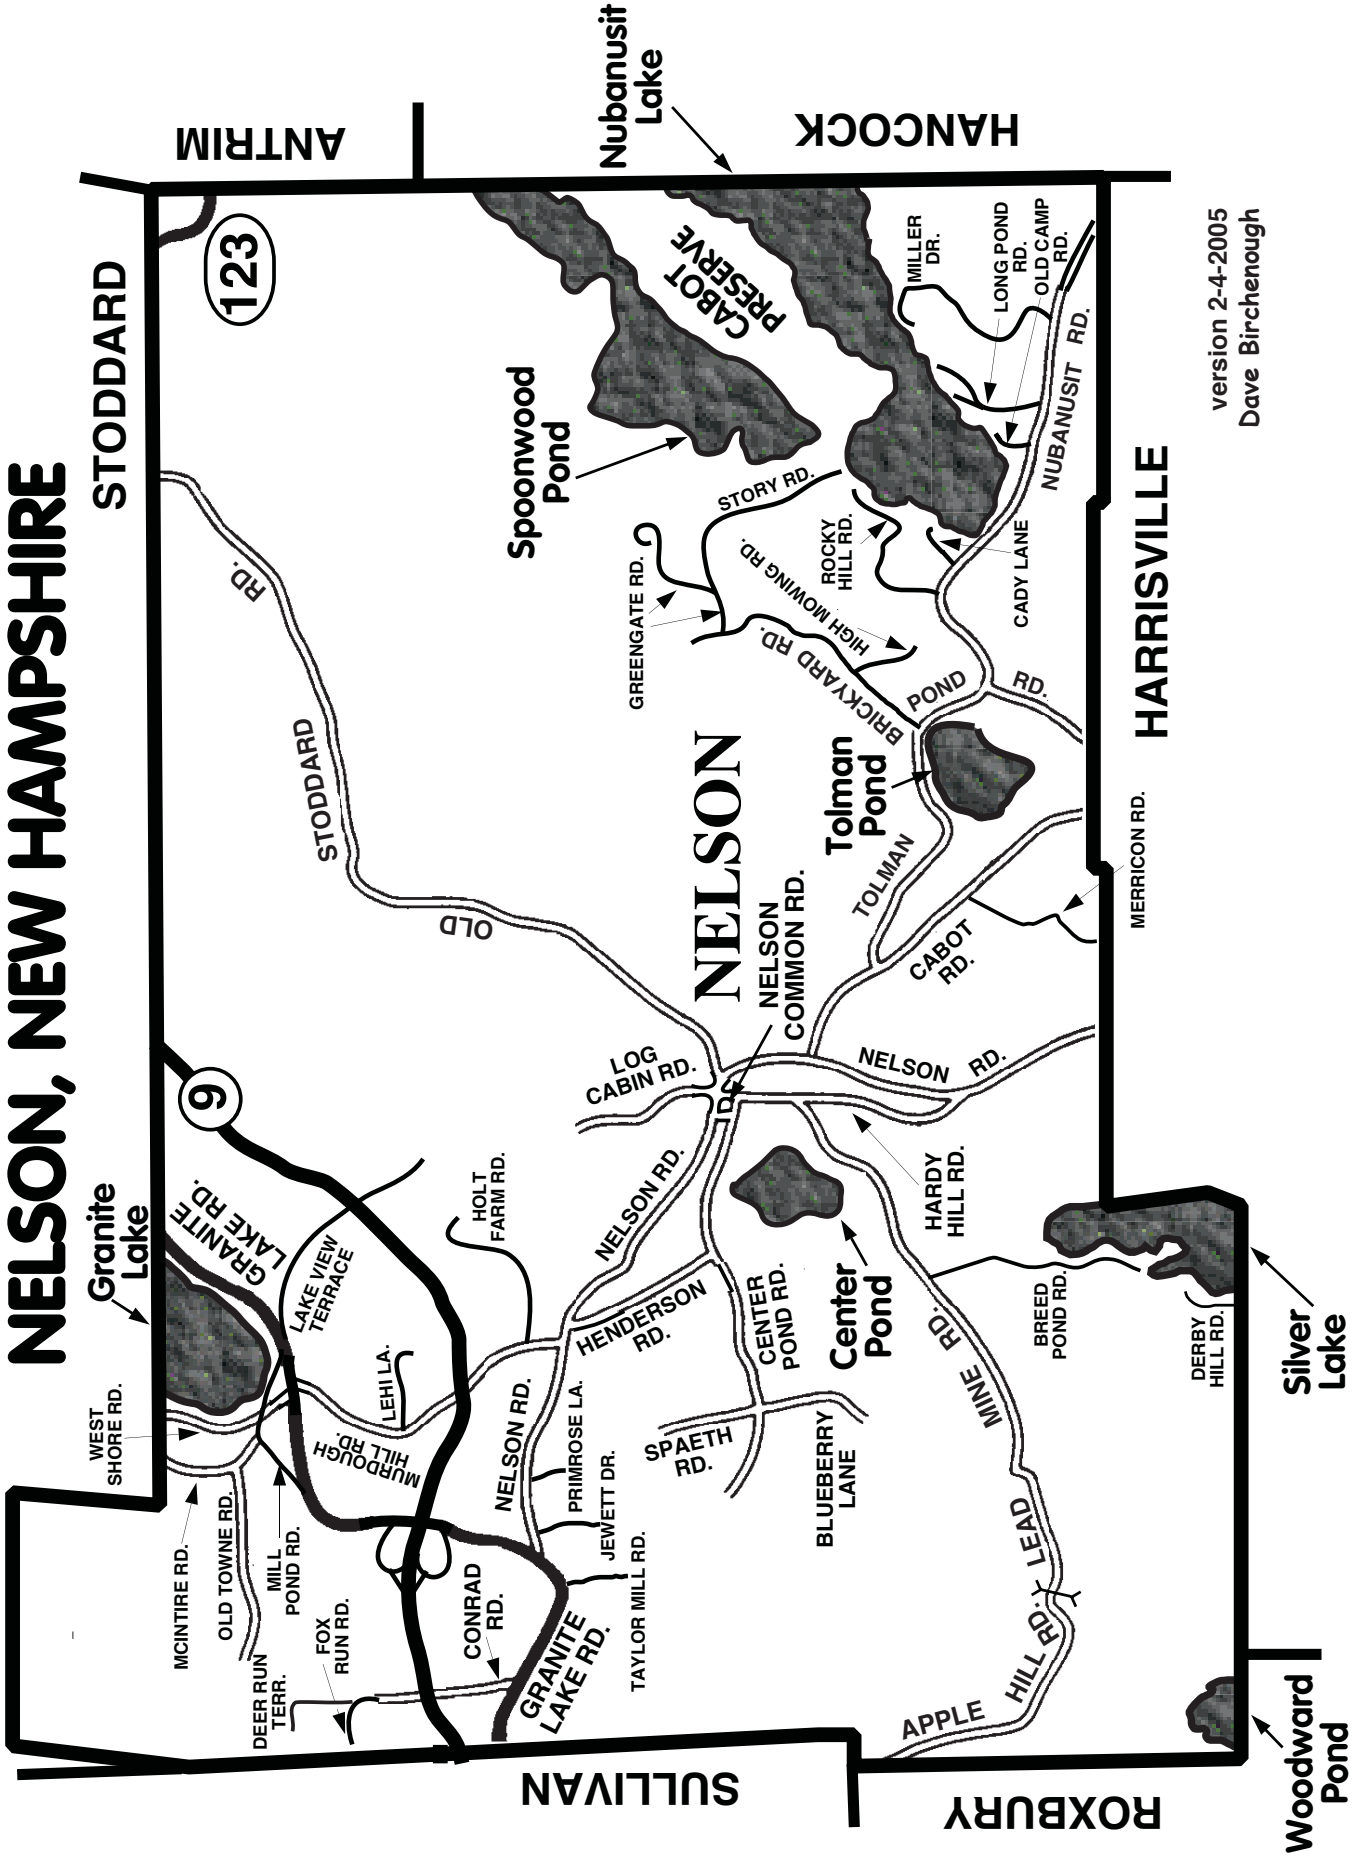 NELSON, NEW HAMPSHIRE
STODDARD
ANTRIM
HANCOCK
HARRISVILLE
ROXBURY
SULLIVAN
Granite
Lake
9
123
WEST
SHORE RD.
MCINTIRE RD.
OLD TOWNE RD.
MILL
POND RD.
DEER RUN
TERR.
FOX
RUN RD.
GRANITE
LAKE RD.
LAKE VIEW
TERRACE
LEHI LA.
MURDOUGH
HILL RD.
HOLT
FARM RD.
CONRAD
RD.
GRANITE
LAKE RD.
NELSON RD.
PRIMROSE LA.
JEWETT DR.
TAYLOR MILL RD.
HENDERSON
RD.
NELSON RD.
LOG
CABIN RD.
OLD
STODDARD
RD.
NELSON
NELSON
COMMON RD.
Spoonwood
Pond
CABOT
PRESERVE
Nubanusit
Lake
GREENGATE RD.
STORY RD.
HIGH MOWING RD.
BRICKYARD RD.
ROCKY
HILL RD.
CADY LANE
MILLER
DR.
LONG POND
RD.
OLD CAMP
RD.
NUBANUSIT RD.
Tolman
Pond
TOLMAN
POND
RD.
CABOT
RD.
MERRICON RD.
NELSON RD.
HARDY
HILL RD.
Center
Pond
CENTER
POND RD.
SPAETH
RD.
BLUEBERRY
LANE
BREED
POND RD.
DERBY
HILL RD.
Silver
Lake
LEAD
MINE RD.
APPLE
HILL RD.
Woodward
Pond
version 2-4-2005
Dave Birchenough